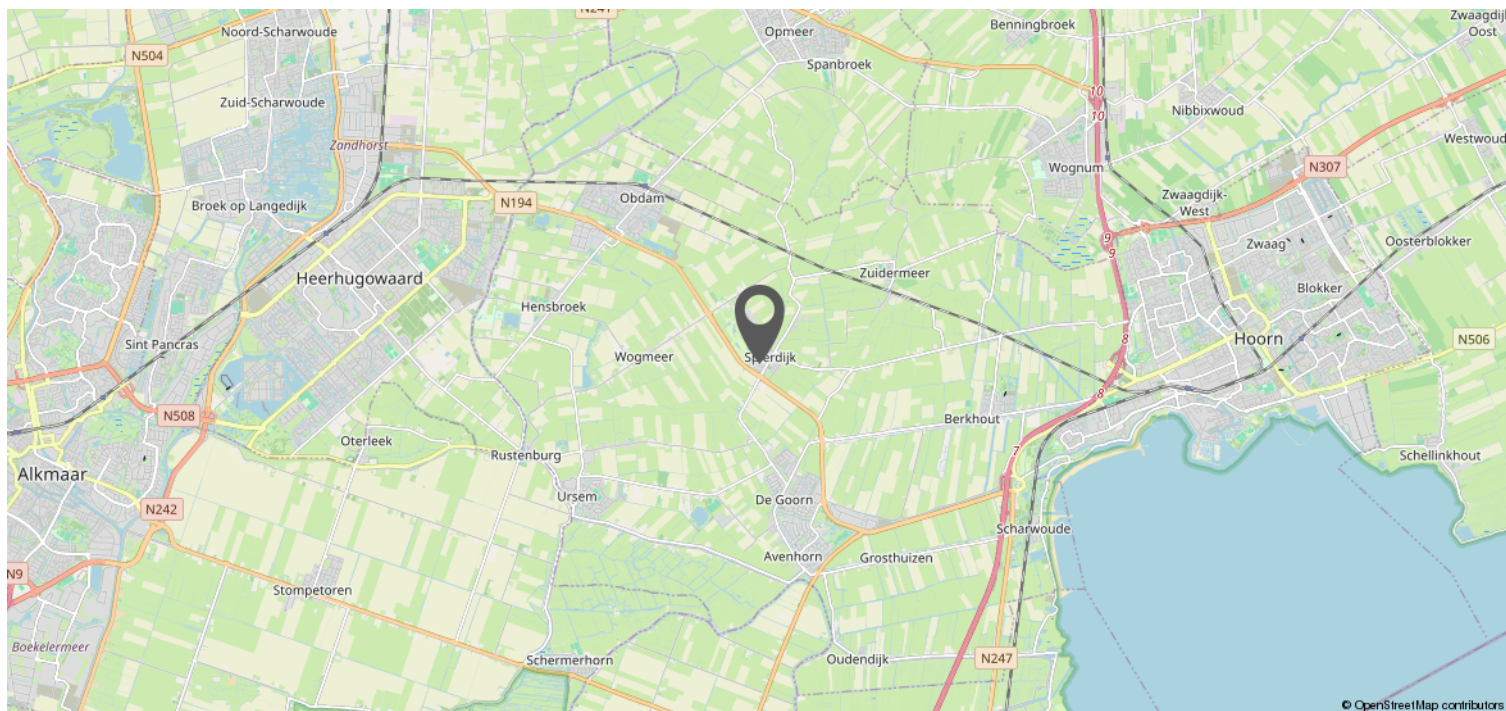 N241
Noord-Scharwoude
Opmeer
Benningbroek
Zwaagdijk-
Oost
N504
Spanbroek
10
10
Zuid-Scharwoude
Nibbixwoud
Zandhorst
Westwoud
Wognum
N307
Broek op Langedijk
N194
Obdam
Zwaagdijk-
West
9
9
Zwaag
Oosterblokker
Heerhugowaard
Zuidermeer
Blokker
Hensbroek
Sint Pancras
Wogmeer
Spierdijk
8
Hoorn
N506
8
N508
Oterleek
Berkhout
Alkmaar
Rustenburg
7
Schellinkhout
Ursem
De Goorn
N242
Scharwoude
Avenhorn
Grosthuizen
N9
Stompetoren
Boekelermeer
Schermerhorn
Oudendijk
N247
© OpenStreetMap contributors